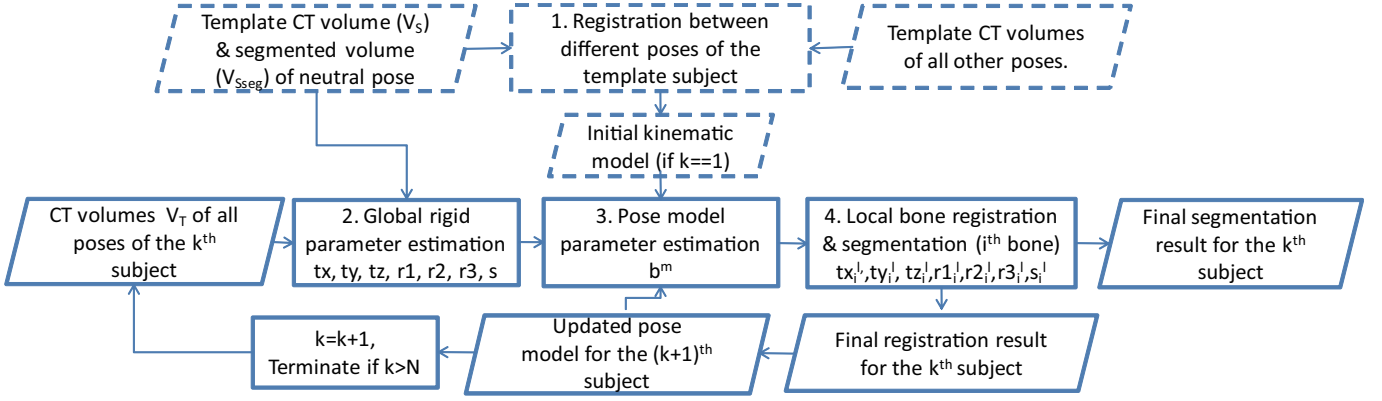 Template CT volume (V_S)
& segmented volume
(V_Sseg) of neutral pose
1. Registration between
different poses of the
template subject
Template CT volumes
of all other poses.
Initial kinematic
model (if k==1)
CT volumes V_T of all
poses of the k^th
subject
2. Global rigid
parameter estimation
tx, ty, tz, r1, r2, r3, s
3. Pose model
parameter estimation
b^m
4. Local bone registration
& segmentation (i^th bone)
tx_i^l,ty_i^l, tz_i^l,r1_i^l,r2_i^l,r3_i^l,s_i^l
Final segmentation
result for the k^th
subject
k=k+1,
Terminate if k>N
Updated pose
model for the (k+1)^th
subject
Final registration result
for the k^th subject